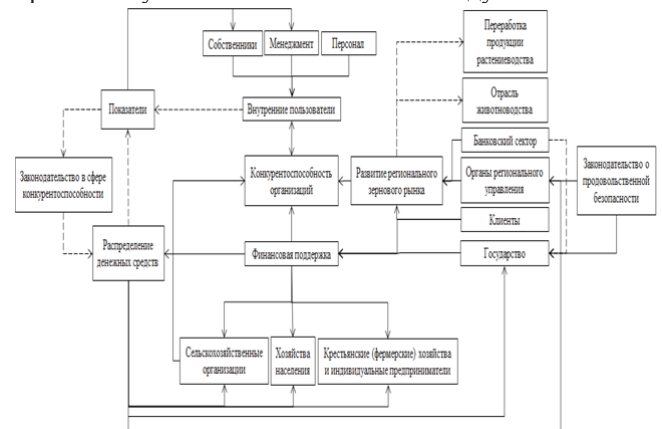 Переработка
продукции
растениеводства
Собственники
Менеджмент
Персонал
Отрасль
животноводства
Показатели
Внутренние пользователи
Банковский сектор
Законодательство в сфере
конкурентоспособности
Конкурентоспособность
организаций
Развитие регионального
зернового рынка
Органы регионального
управления
Законодательство о
продовольственной
безопасности
Клиенты
Распределение
денежных средств
Финансовая поддержка
Государство
Сельскохозяйственные
организации
Хозяйства
населения
Крестьянские (фермерские) хозяйства
и индивидуальные предприниматели